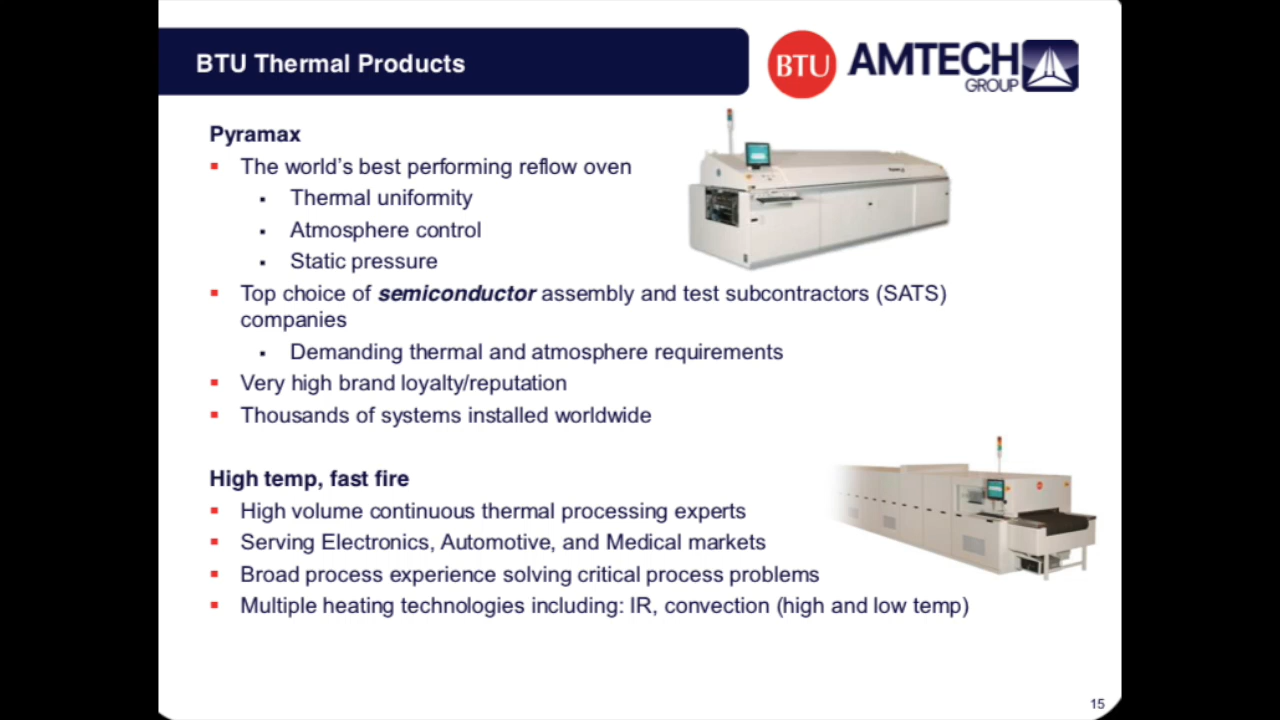 BTU Thermal Products
BTU
AMTECH
GROUP
Pyramax
The world's best performing reflow oven
Thermal uniformity
Atmosphere control
Static pressure
Top choice of semiconductor assembly and test subcontractors (SATS)
companies
Demanding thermal and atmosphere requirements
Very high brand loyalty/reputation
Thousands of systems installed worldwide
High temp, fast fire
High volume continuous thermal processing experts
Serving Electronics, Automotive, and Medical markets
Broad process experience solving critical process problems
Multiple heating technologies including: IR, convection (high and low temp)
15